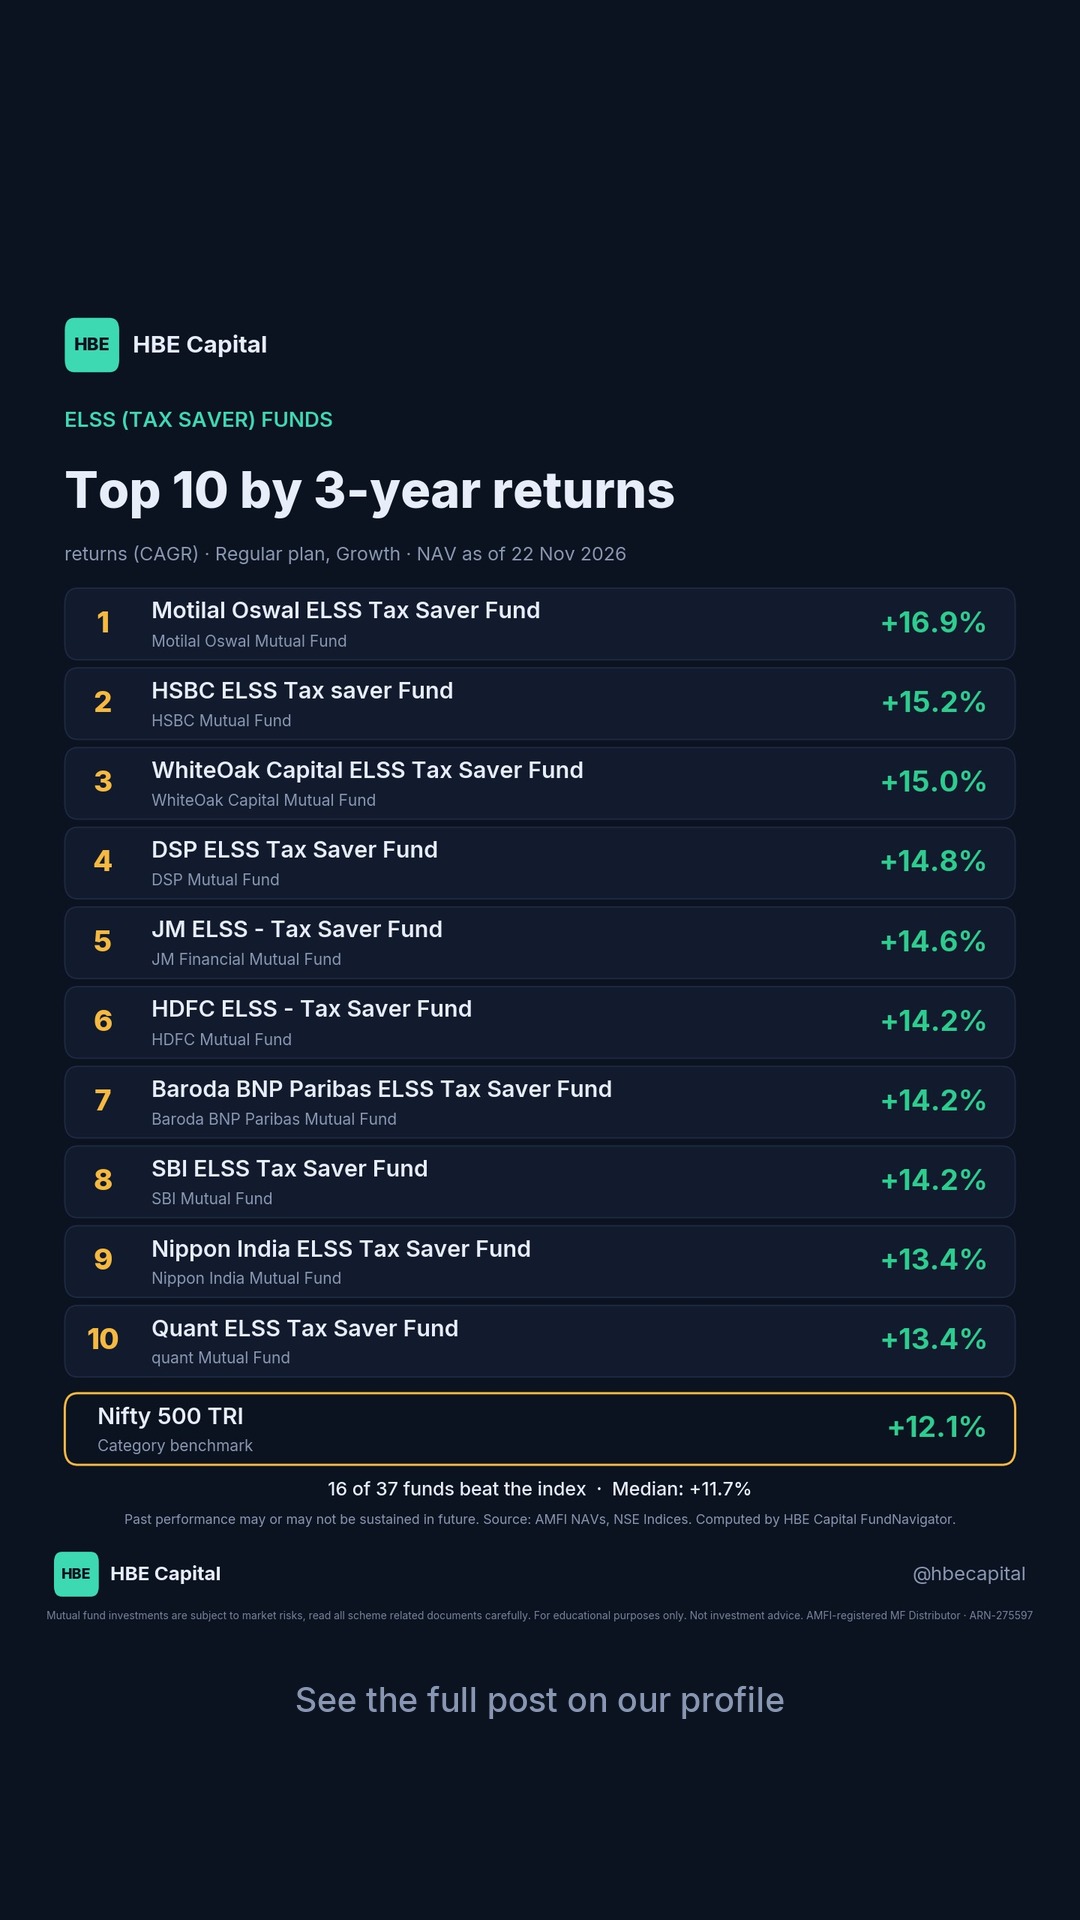 HBE HBE Capital
ELSS (TAX SAVER) FUNDS
Top 10 by 3-year returns
returns (CAGR) · Regular plan, Growth · NAV as of 22 Nov 2026
1 Motilal Oswal ELSS Tax Saver Fund +16.9%
Motilal Oswal Mutual Fund
2 HSBC ELSS Tax saver Fund +15.2%
HSBC Mutual Fund
3 WhiteOak Capital ELSS Tax Saver Fund +15.0%
WhiteOak Capital Mutual Fund
4 DSP ELSS Tax Saver Fund +14.8%
DSP Mutual Fund
5 JM ELSS - Tax Saver Fund +14.6%
JM Financial Mutual Fund
6 HDFC ELSS - Tax Saver Fund +14.2%
HDFC Mutual Fund
7 Baroda BNP Paribas ELSS Tax Saver Fund +14.2%
Baroda BNP Paribas Mutual Fund
8 SBI ELSS Tax Saver Fund +14.2%
SBI Mutual Fund
9 Nippon India ELSS Tax Saver Fund +13.4%
Nippon India Mutual Fund
10 Quant ELSS Tax Saver Fund +13.4%
quant Mutual Fund
Nifty 500 TRI +12.1%
Category benchmark
16 of 37 funds beat the index · Median: +11.7%
Past performance may or may not be sustained in future. Source: AMFI NAVs, NSE Indices. Computed by HBE Capital FundNavigator.
HBE HBE Capital @hbecapital
Mutual fund investments are subject to market risks, read all scheme related documents carefully. For educational purposes only. Not investment advice. AMFI-registered MF Distributor · ARN-275597
See the full post on our profile